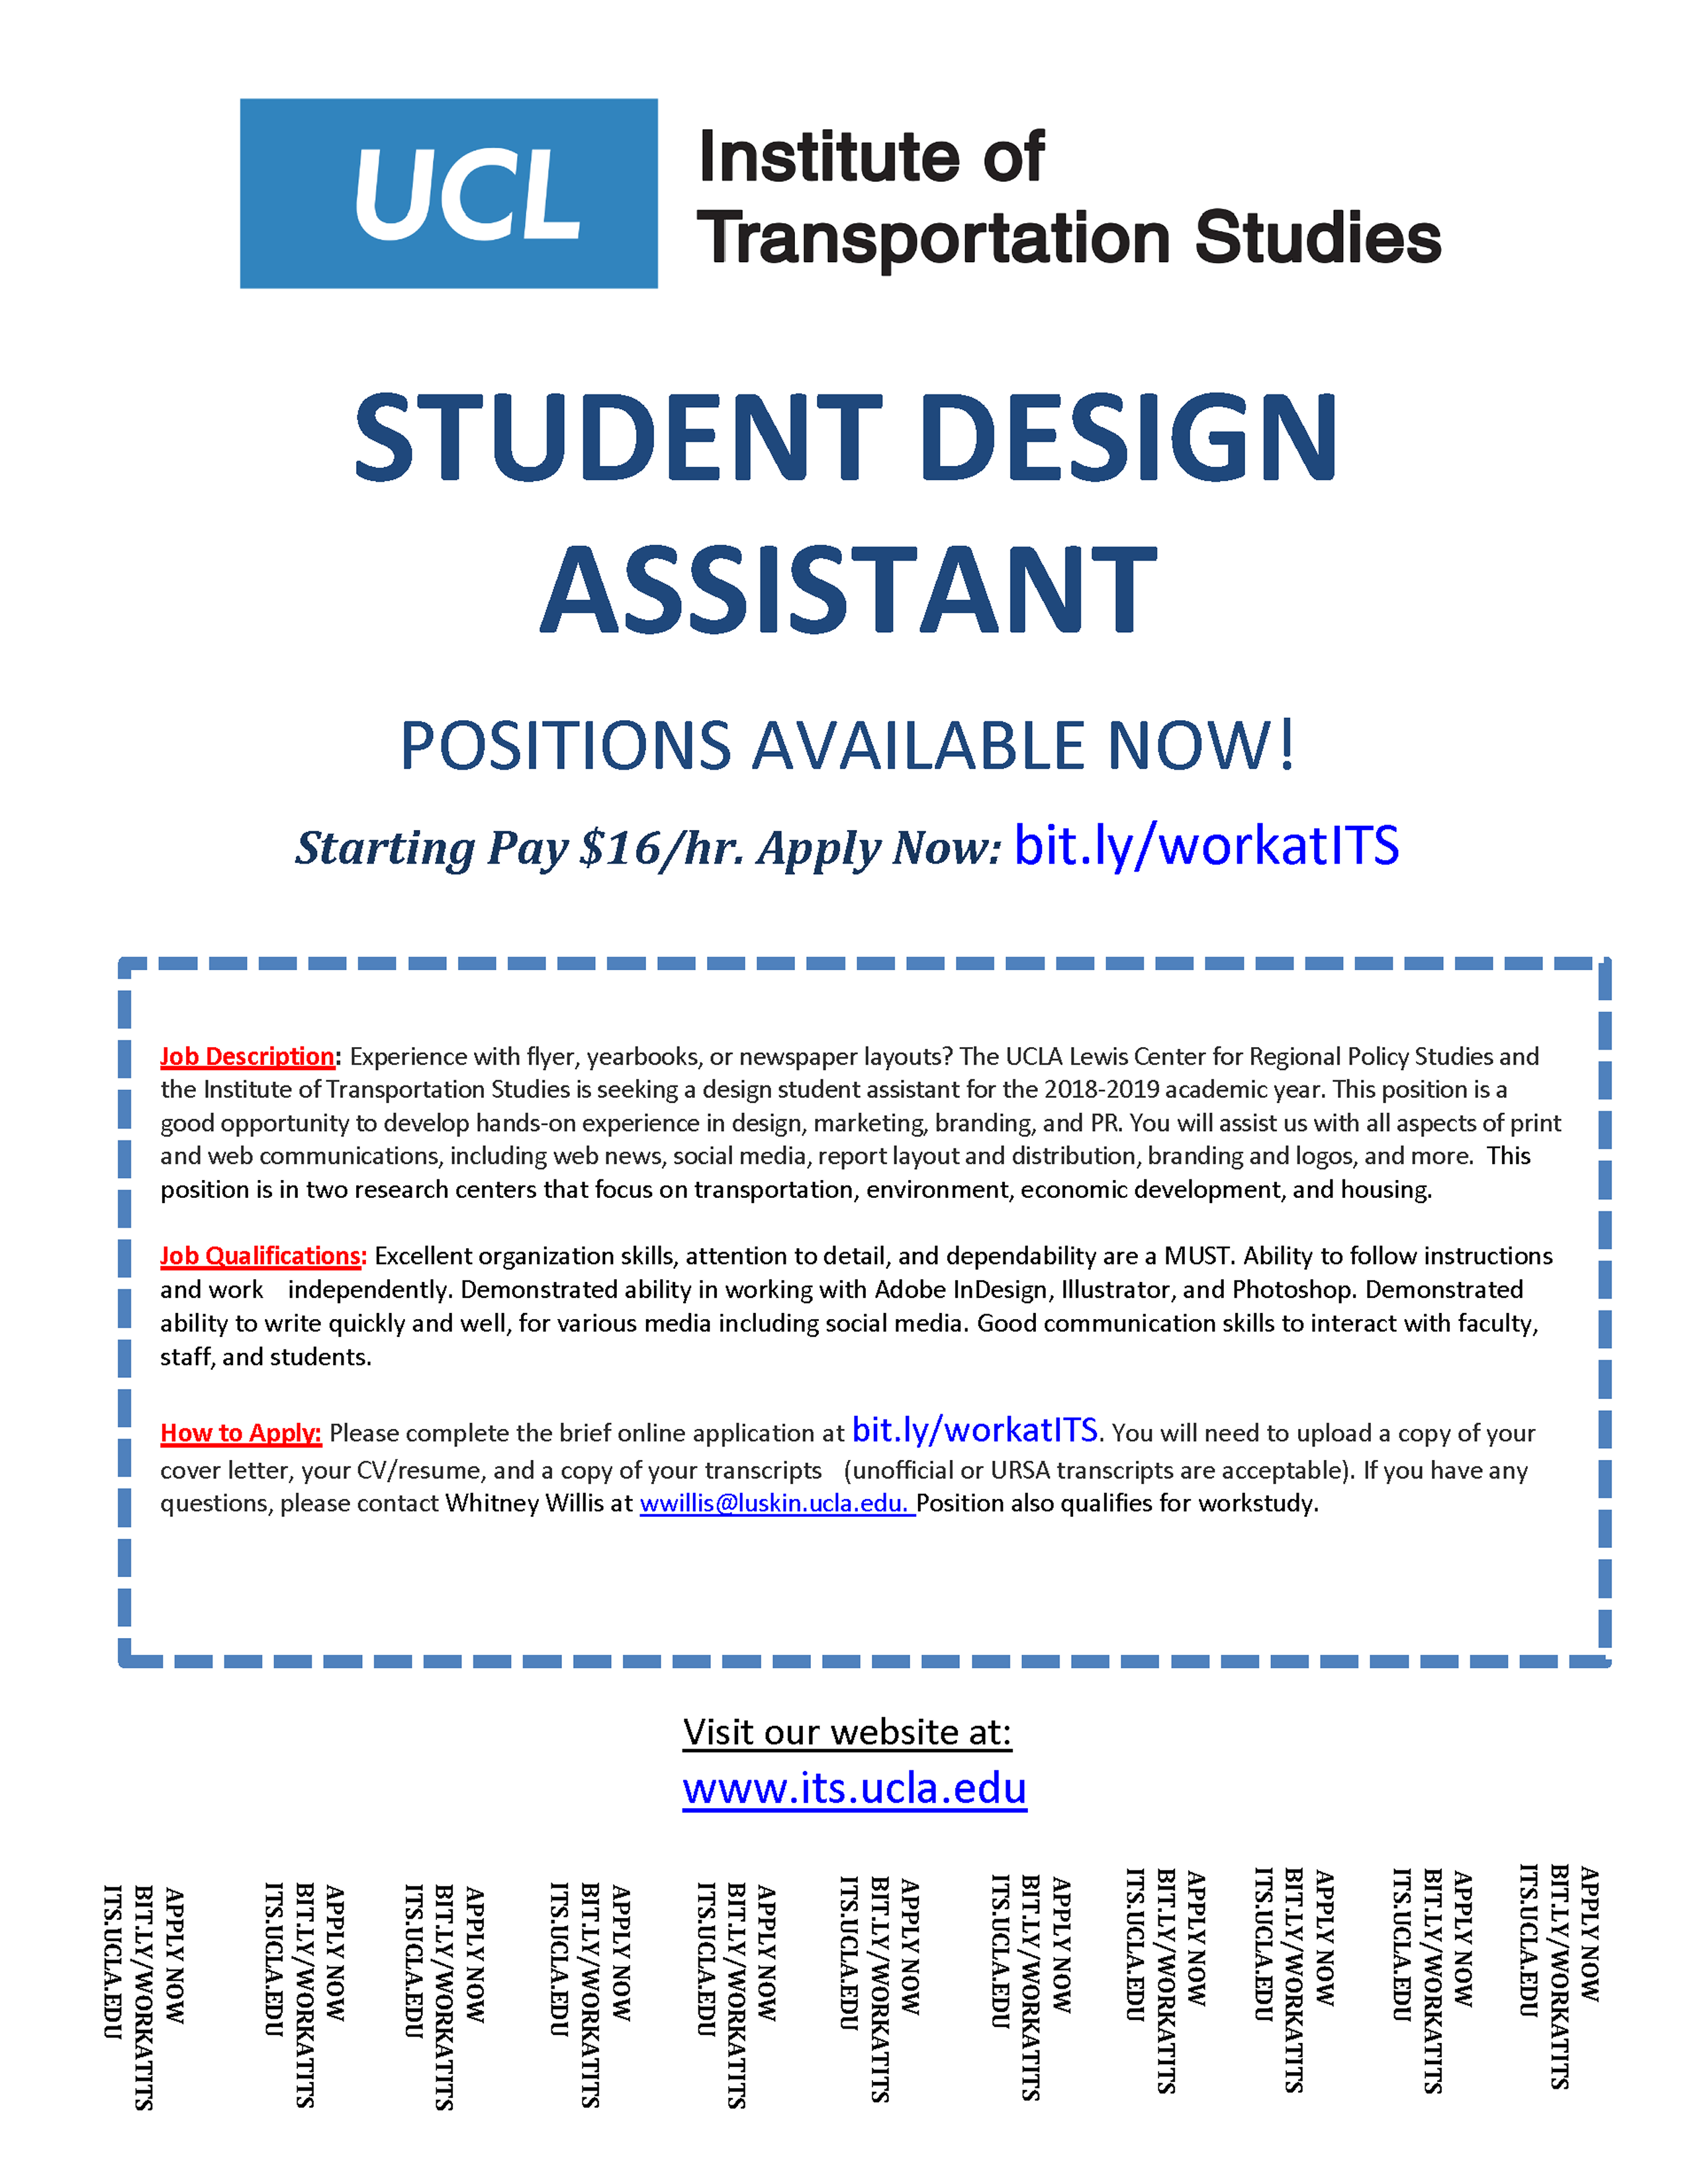 UCL
Institute of
Transportation Studies
STUDENT DESIGN
ASSISTANT
POSITIONS AVAILABLE NOW!
Starting Pay $16/hr. Apply Now: bit.ly/workatITS
Job Description: Experience with flyer, yearbooks, or newspaper layouts? The UCLA Lewis Center for Regional Policy Studies and
the Institute of Transportation Studies is seeking a design student assistant for the 2018-2019 academic year. This position is a
good opportunity to develop hands-on experience in design, marketing, branding, and PR. You will assist us with all aspects of print
and web communications, including web news, social media, report layout and distribution, branding and logos, and more. This
position is in two research centers that focus on transportation, environment, economic development, and housing.
Job Qualifications: Excellent organization skills, attention to detail, and dependability are a MUST. Ability to follow instructions
and work independently. Demonstrated ability in working with Adobe InDesign, Illustrator, and Photoshop. Demonstrated
ability to write quickly and well, for various media including social media. Good communication skills to interact with faculty,
staff, and students.
How to Apply: Please complete the brief online application at bit.ly/workatITS. You will need to upload a copy of your
cover letter, your CV/resume, and a copy of your transcripts (unofficial or URSA transcripts are acceptable). If you have any
questions, please contact Whitney Willis at wwillis@luskin.ucla.edu. Position also qualifies for workstudy.
Visit our website at:
www.its.ucla.edu
APPLY NOW
BIT.LY/WORKATITS
ITS.UCLA.EDU
APPLY NOW
BIT.LY/WORKATITS
ITS.UCLA.EDU
APPLY NOW
BIT.LY/WORKATITS
ITS.UCLA.EDU
APPLY NOW
BIT.LY/WORKATITS
ITS.UCLA.EDU
APPLY NOW
BIT.LY/WORKATITS
ITS.UCLA.EDU
APPLY NOW
BIT.LY/WORKATITS
ITS.UCLA.EDU
APPLY NOW
BIT.LY/WORKATITS
ITS.UCLA.EDU
APPLY NOW
BIT.LY/WORKATITS
ITS.UCLA.EDU
APPLY NOW
BIT.LY/WORKATITS
ITS.UCLA.EDU
APPLY NOW
BIT.LY/WORKATITS
ITS.UCLA.EDU
APPLY NOW
BIT.LY/WORKATITS
ITS.UCLA.EDU